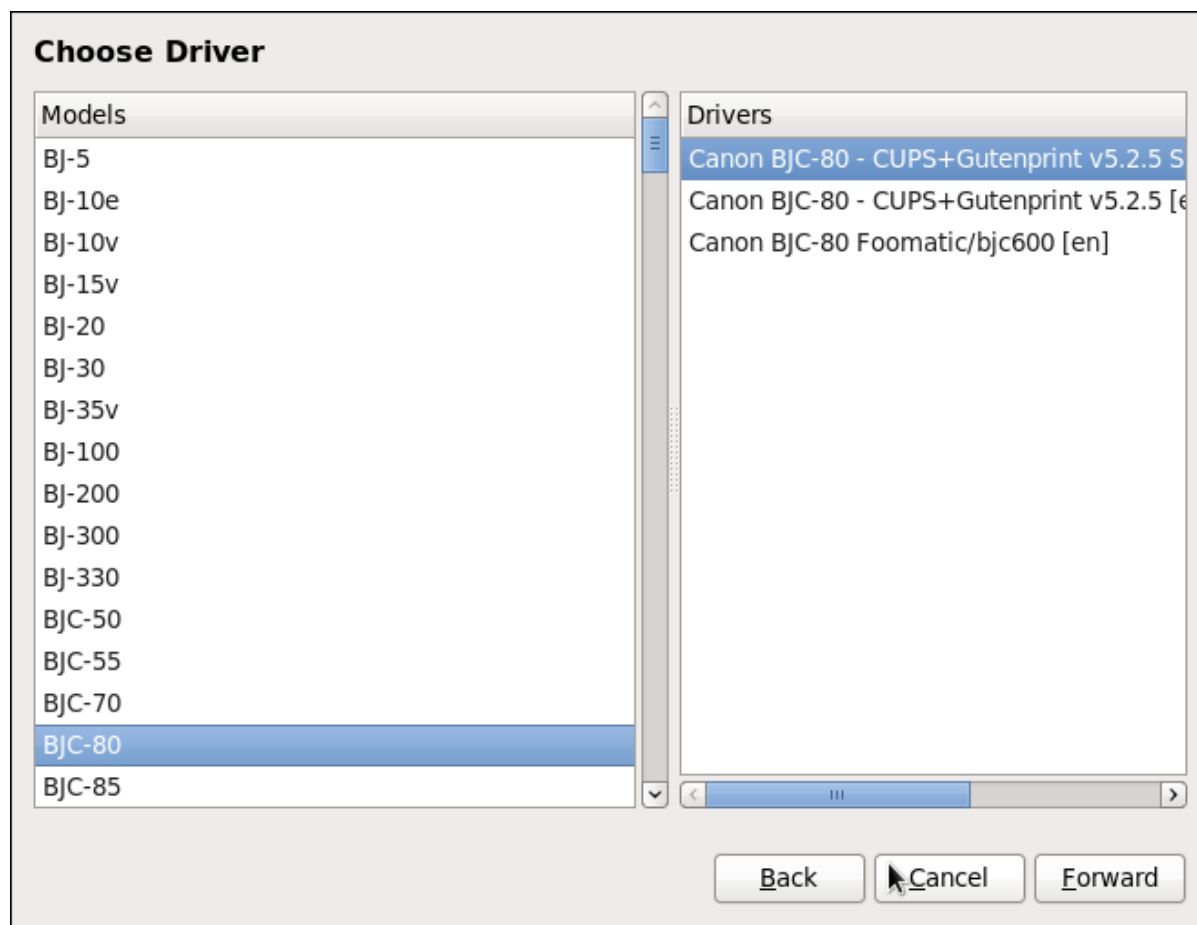 Choose Driver
Models
BJ-5
BJ-10e
BJ-10v
BJ-15v
BJ-20
BJ-30
BJ-35v
BJ-100
BJ-200
BJ-300
BJ-330
BJC-50
BJC-55
BJC-70
BJC-80
BJC-85
Drivers
Canon BJC-80 - CUPS+Gutenprint v5.2.5 S
Canon BJC-80 - CUPS+Gutenprint v5.2.5 [e
Canon BJC-80 Foomatic/bjc600 [en]
Back
Cancel
Forward